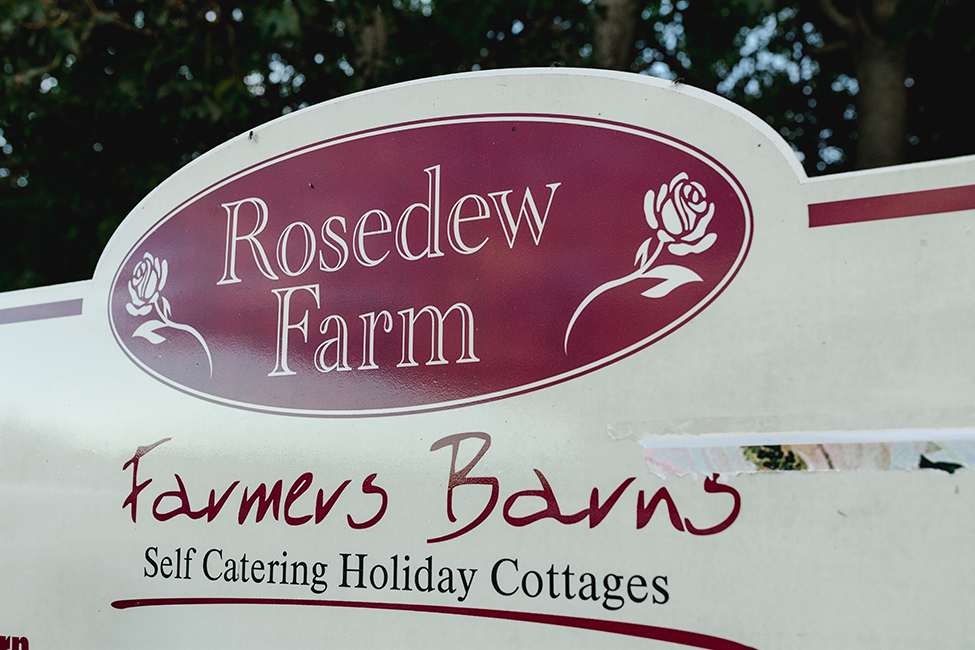 Rosedew
Farm
Farmers Barns
Self Catering Holiday Cottages